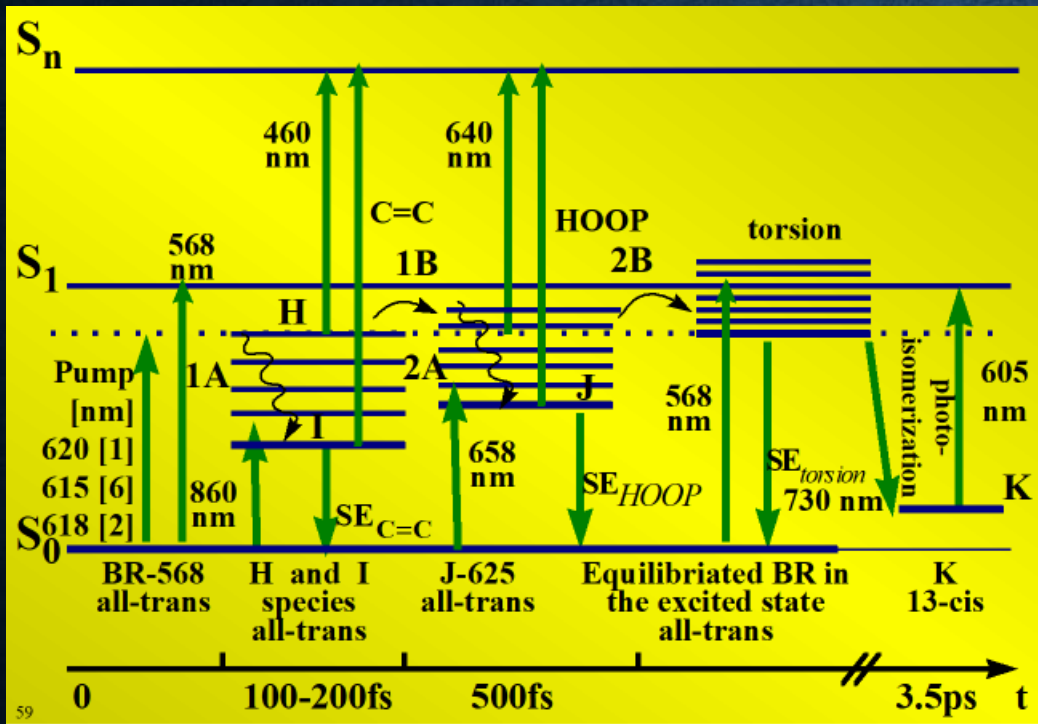 Sn
460
nm
640
nm
C=C
HOOP
torsion
568
nm
1B
2B
S1
H
1A
2A
Pump
[nm]
620 [1]
615 [6]
618 [2]
I
J
860
nm
658
nm
568
nm
605
nm
isomerization
photo-
SEC=C
SEHOOP
SEtorsion
730 nm
K
S0
BR-568
all-trans
H and I
species
all-trans
J-625
all-trans
Equilibriated BR in
the excited state
all-trans
K
13-cis
0
100-200fs
500fs
3.5ps
t
59